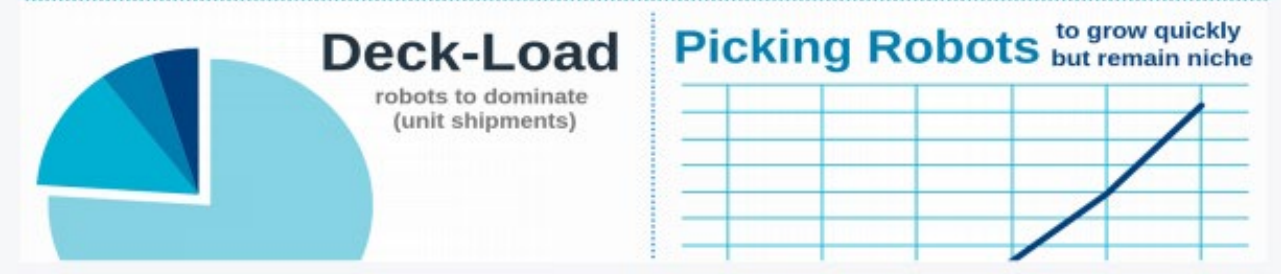 Deck-Load
robots to dominate
(unit shipments)
Picking Robots
to grow quickly
but remain niche